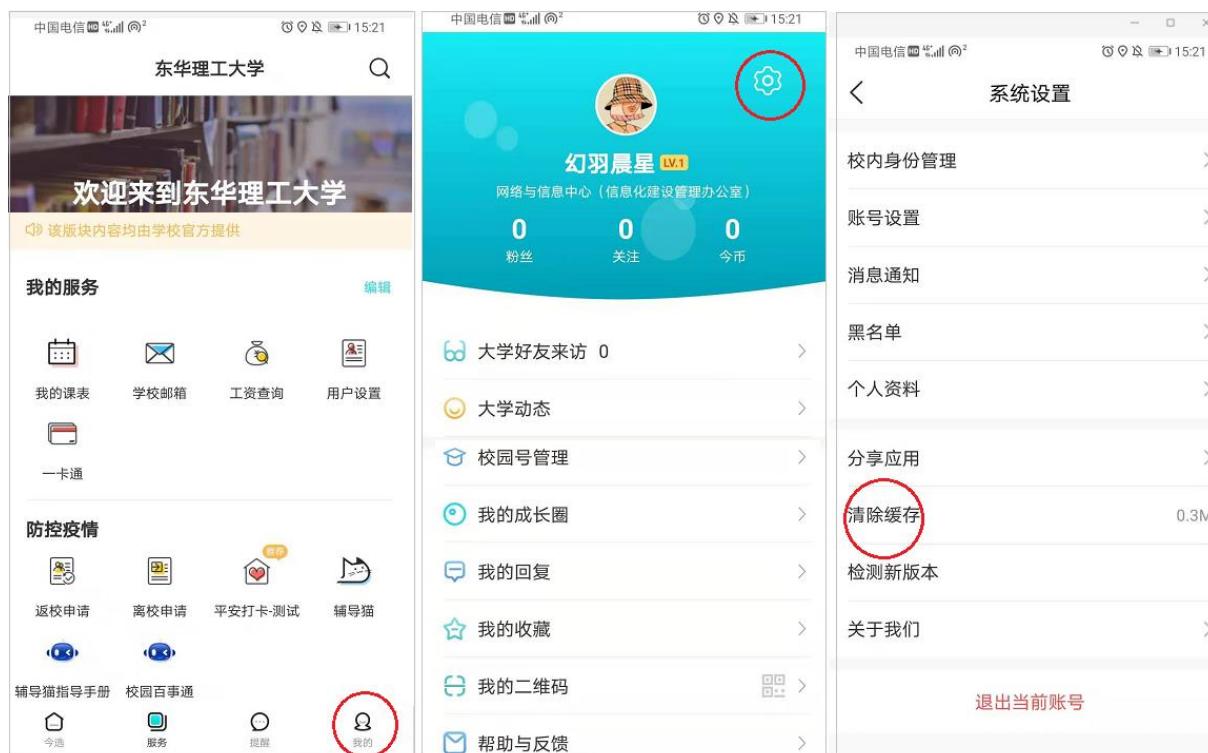 中国电信 HD 4G 2 15:21
东华理工大学
欢迎来到东华理工大学
该版块内容均由学校官方提供
我的服务 编辑
我的课表 学校邮箱 工资查询 用户设置
一卡通
防控疫情
推荐
返校申请 离校申请 平安打卡-测试 辅导猫
辅导猫指导手册 校园百事通
今选 服务 提醒 我的
中国电信 HD 4G 2 15:21
幻羽晨星 LV.1
网络与信息中心（信息化建设管理办公室）
0 0 0
粉丝 关注 今币
大学好友来访 0
大学动态
校园号管理
我的成长圈
我的回复
我的收藏
我的二维码
帮助与反馈
中国电信 HD 4G 2 15:21
系统设置
校内身份管理
账号设置
消息通知
黑名单
个人资料
分享应用
清除缓存 0.3M
检测新版本
关于我们
退出当前账号